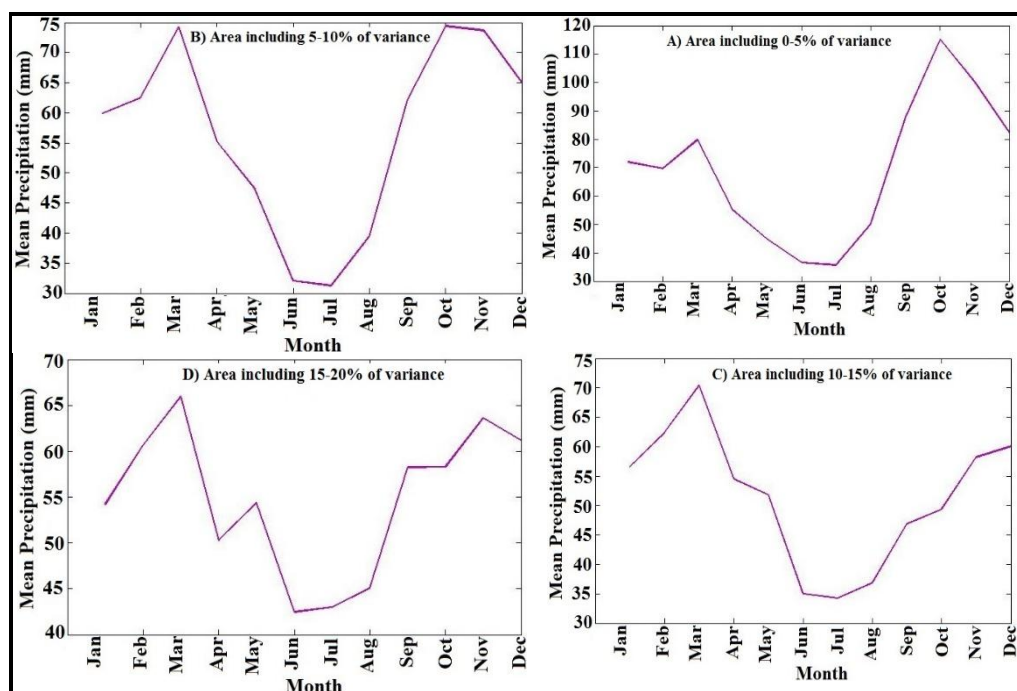 B) Area including 5-10% of variance
Mean Precipitation (mm)
75
75
65
60
55
50
45
40
35
30
Jan
Feb
Mar
Apr
May
Jun
Jul
Aug
Sep
Oct
Nov
Dec
Month
A) Area including 0-5% of variance
Mean Precipitation (mm)
120
110
100
90
80
70
60
50
40
30
Jan
Feb
Mar
Apr
May
Jun
Jul
Aug
Sep
Oct
Nov
Dec
Month
D) Area including 15-20% of variance
Mean Precipitation (mm)
70
65
60
55
50
45
40
Jan
Feb
Mar
Apr
May
Jun
Jul
Aug
Sep
Oct
Nov
Dec
Month
C) Area including 10-15% of variance
Mean Precipitation (mm)
75
70
65
60
55
50
45
40
35
30
Jan
Feb
Mar
Apr
May
Jun
Jul
Aug
Sep
Oct
Nov
Dec
Month